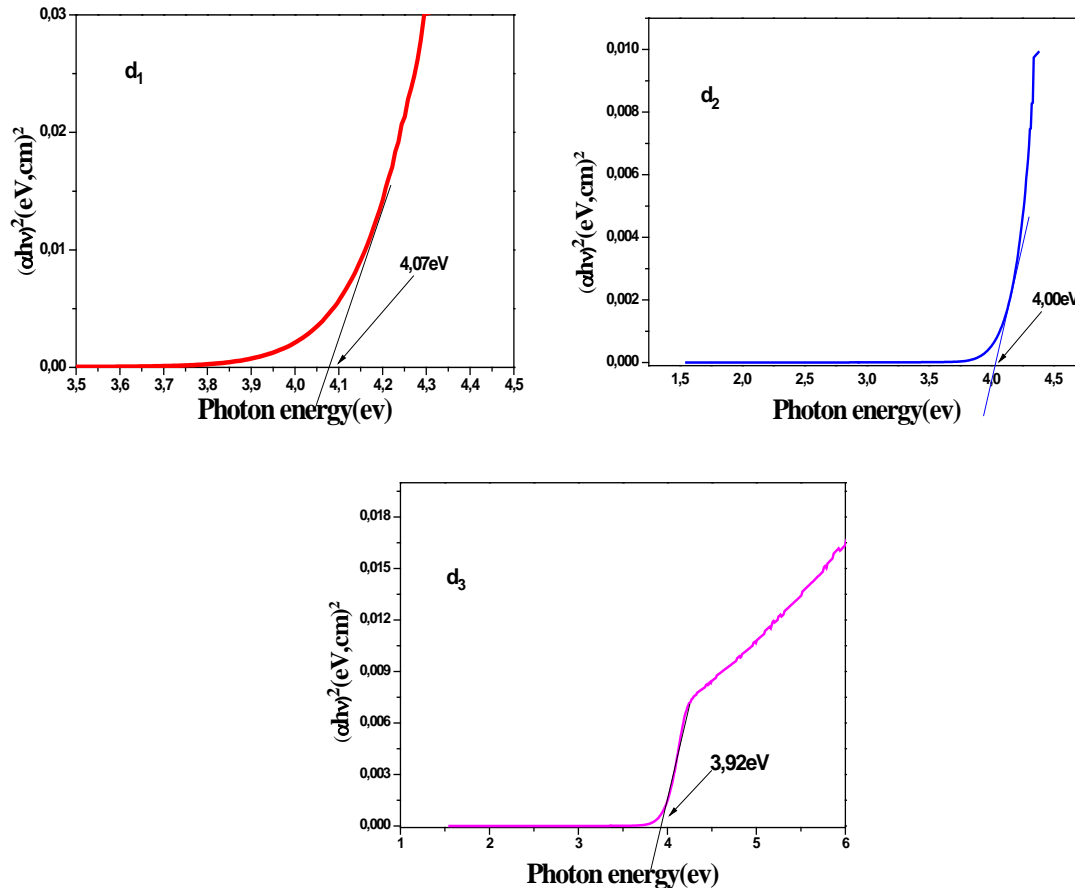 d1
0,03
0,02
0,01
0,00
(αhν)²(eV,cm)²
4,07eV
3,5 3,6 3,7 3,8 3,9 4,0 4,1 4,2 4,3 4,4 4,5
Photon energy(ev)
d2
0,010
0,008
0,006
0,004
0,002
0,000
(αhν)²(eV,cm)²
4,00eV
1,5 2,0 2,5 3,0 3,5 4,0 4,5
Photon energy(ev)
d3
0,018
0,015
0,012
0,009
0,006
0,003
0,000
(αhν)²(eV,cm)²
3,92eV
1 2 3 4 5 6
Photon energy(ev)